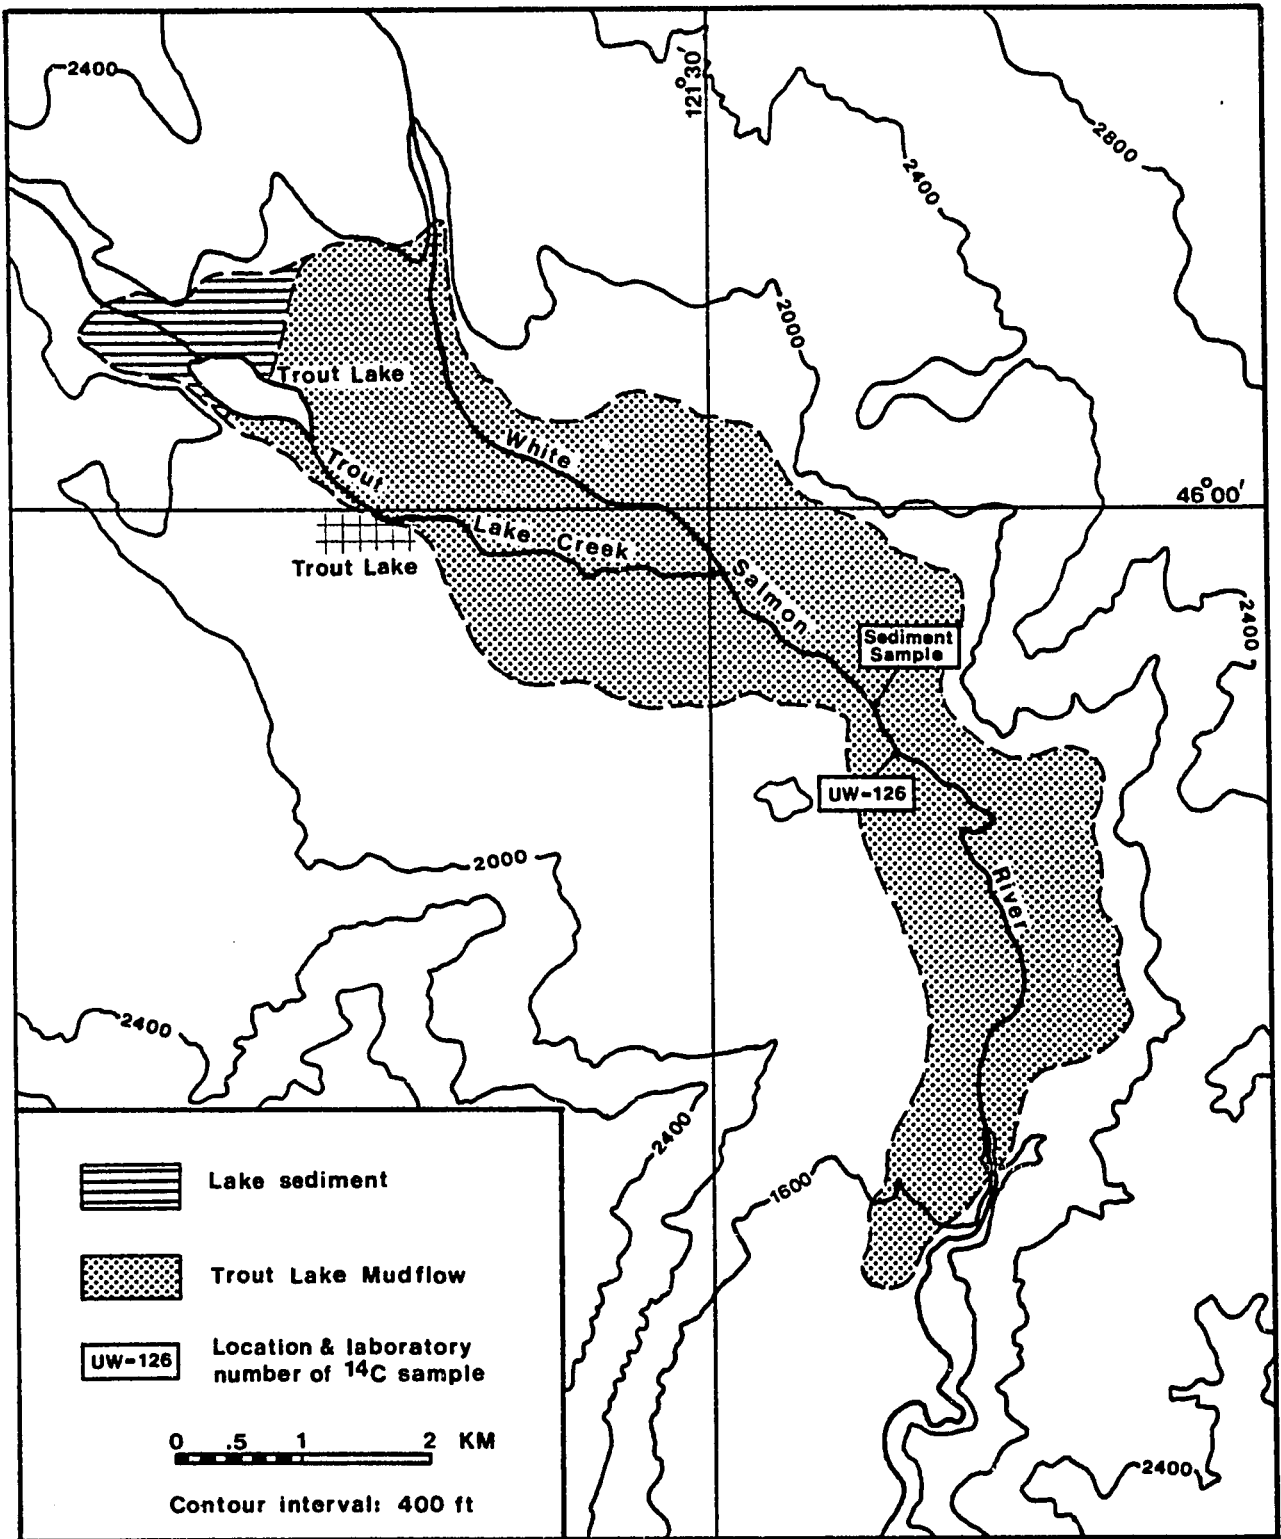 2400
121°30′
2800
2400
2000
Trout Lake
White
Trout
46°00′
Lake Creek
Trout Lake
Salmon
2400
Sediment
Sample
UW-126
2000
River
2400
2400
1600
Lake sediment
Trout Lake Mudflow
UW-126
Location & laboratory
number of ¹⁴C sample
0 .5 1 2 KM
Contour interval: 400 ft
2400